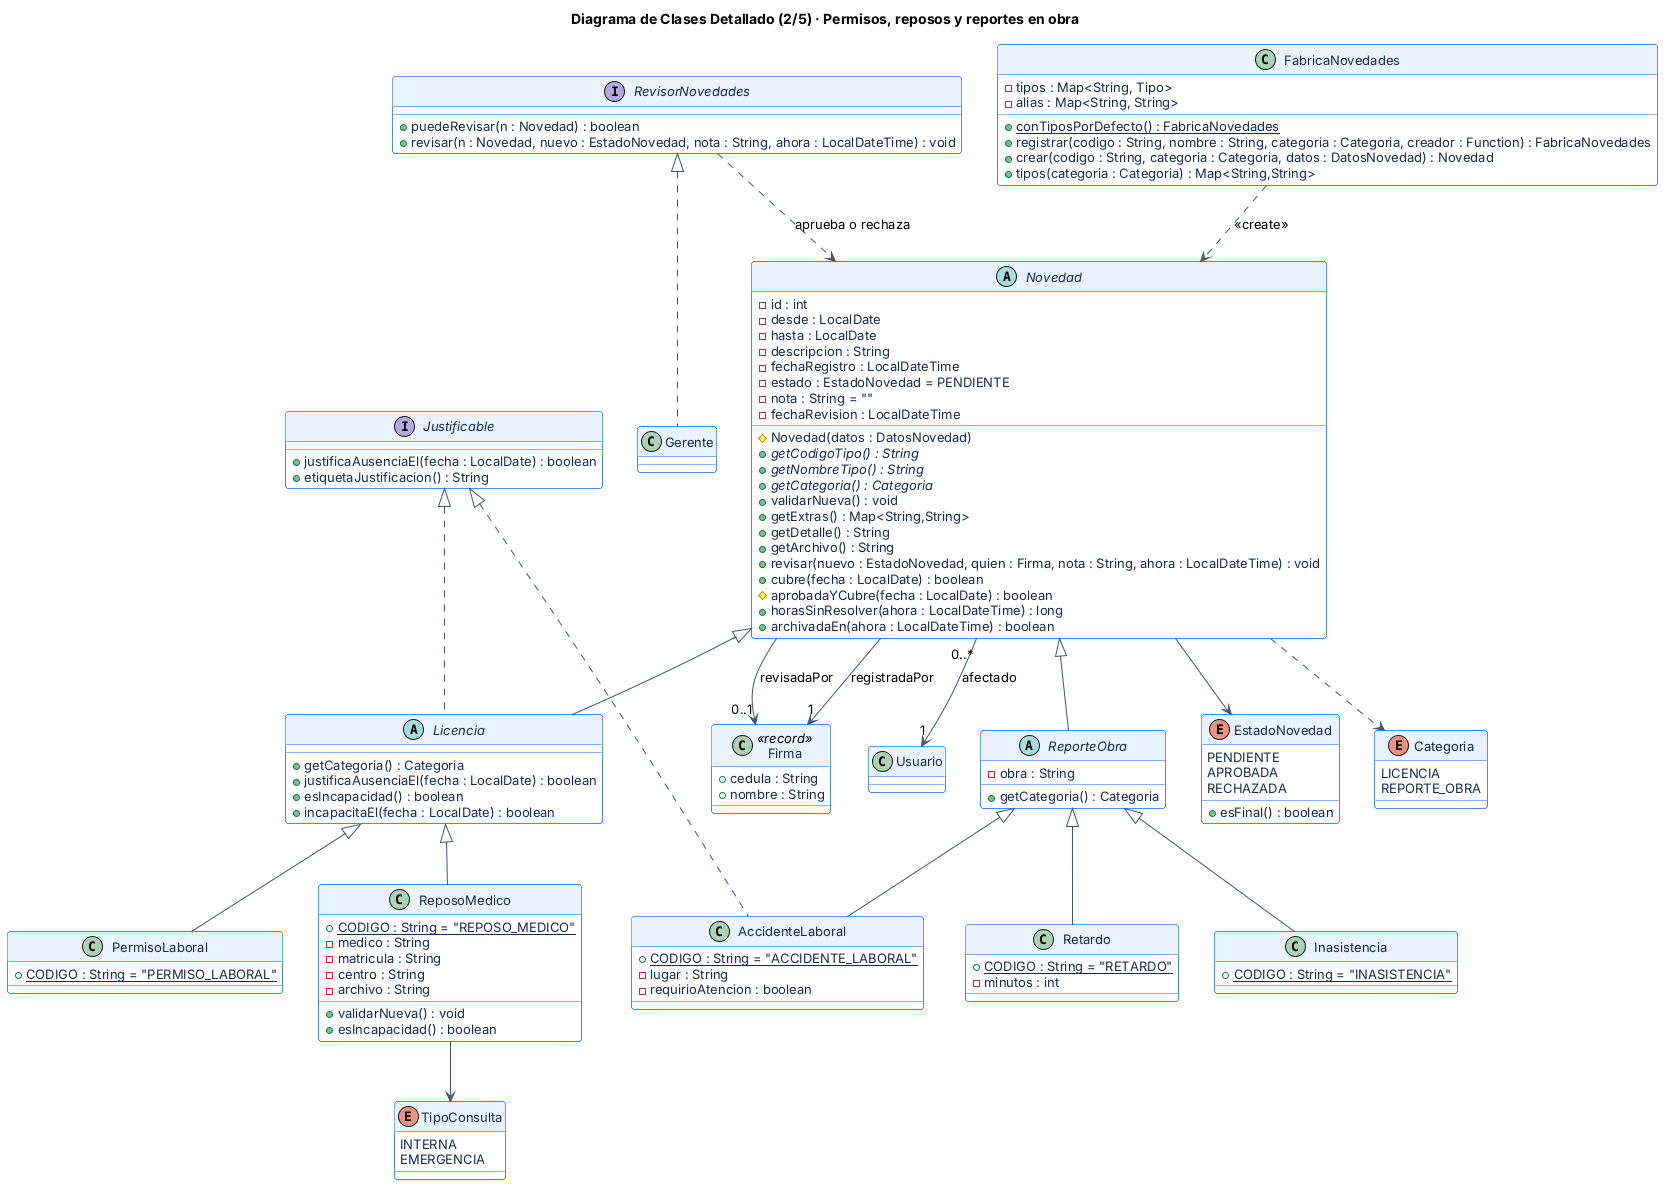 Diagrama de Clases Detallado (2/5) · Permisos, reposos y reportes en obra
C FabricaNovedades
tipos : Map<String, Tipo>
alias : Map<String, String>
conTiposPorDefecto() : FabricaNovedades
registrar(codigo : String, nombre : String, categoria : Categoria, creador : Function) : FabricaNovedades
crear(codigo : String, categoria : Categoria, datos : DatosNovedad) : Novedad
tipos(categoria : Categoria) : Map<String,String>
I RevisorNovedades
puedeRevisar(n : Novedad) : boolean
revisar(n : Novedad, nuevo : EstadoNovedad, nota : String, ahora : LocalDateTime) : void
aprueba o rechaza
«create»
A Novedad
id : int
desde : LocalDate
hasta : LocalDate
descripcion : String
fechaRegistro : LocalDateTime
estado : EstadoNovedad = PENDIENTE
nota : String = ""
fechaRevision : LocalDateTime
Novedad(datos : DatosNovedad)
getCodigoTipo() : String
getNombreTipo() : String
getCategoria() : Categoria
validarNueva() : void
getExtras() : Map<String,String>
getDetalle() : String
getArchivo() : String
revisar(nuevo : EstadoNovedad, quien : Firma, nota : String, ahora : LocalDateTime) : void
cubre(fecha : LocalDate) : boolean
aprobadaYCubre(fecha : LocalDate) : boolean
horasSinResolver(ahora : LocalDateTime) : long
archivadaEn(ahora : LocalDateTime) : boolean
I Justificable
justificaAusenciaEl(fecha : LocalDate) : boolean
etiquetaJustificacion() : String
C Gerente
0..*
revisadaPor
registradaPor
afectado
0..1
1
1
A Licencia
getCategoria() : Categoria
justificaAusenciaEl(fecha : LocalDate) : boolean
esIncapacidad() : boolean
incapacitaEl(fecha : LocalDate) : boolean
C «record»
Firma
cedula : String
nombre : String
C Usuario
A ReporteObra
obra : String
getCategoria() : Categoria
E EstadoNovedad
PENDIENTE
APROBADA
RECHAZADA
esFinal() : boolean
E Categoria
LICENCIA
REPORTE_OBRA
C PermisoLaboral
CODIGO : String = "PERMISO_LABORAL"
C ReposoMedico
CODIGO : String = "REPOSO_MEDICO"
medico : String
matricula : String
centro : String
archivo : String
validarNueva() : void
esIncapacidad() : boolean
C AccidenteLaboral
CODIGO : String = "ACCIDENTE_LABORAL"
lugar : String
requirioAtencion : boolean
C Retardo
CODIGO : String = "RETARDO"
minutos : int
C Inasistencia
CODIGO : String = "INASISTENCIA"
E TipoConsulta
INTERNA
EMERGENCIA